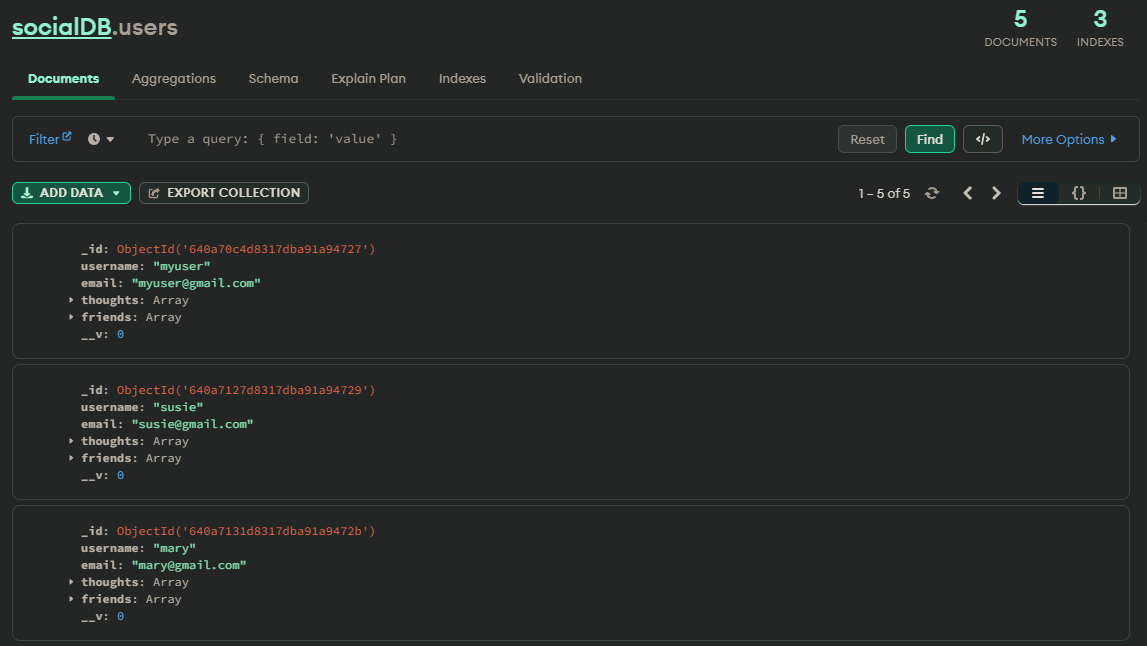 socialDB.users
5
DOCUMENTS
3
INDEXES
Documents Aggregations Schema Explain Plan Indexes Validation
Filter Type a query: { field: 'value' } Reset Find </> More Options
ADD DATA EXPORT COLLECTION 1 – 5 of 5 {}
_id: ObjectId('640a70c4d8317dba91a94727')
username: "myuser"
email: "myuser@gmail.com"
thoughts: Array
friends: Array
__v: 0
_id: ObjectId('640a7127d8317dba91a94729')
username: "susie"
email: "susie@gmail.com"
thoughts: Array
friends: Array
__v: 0
_id: ObjectId('640a7131d8317dba91a9472b')
username: "mary"
email: "mary@gmail.com"
thoughts: Array
friends: Array
__v: 0